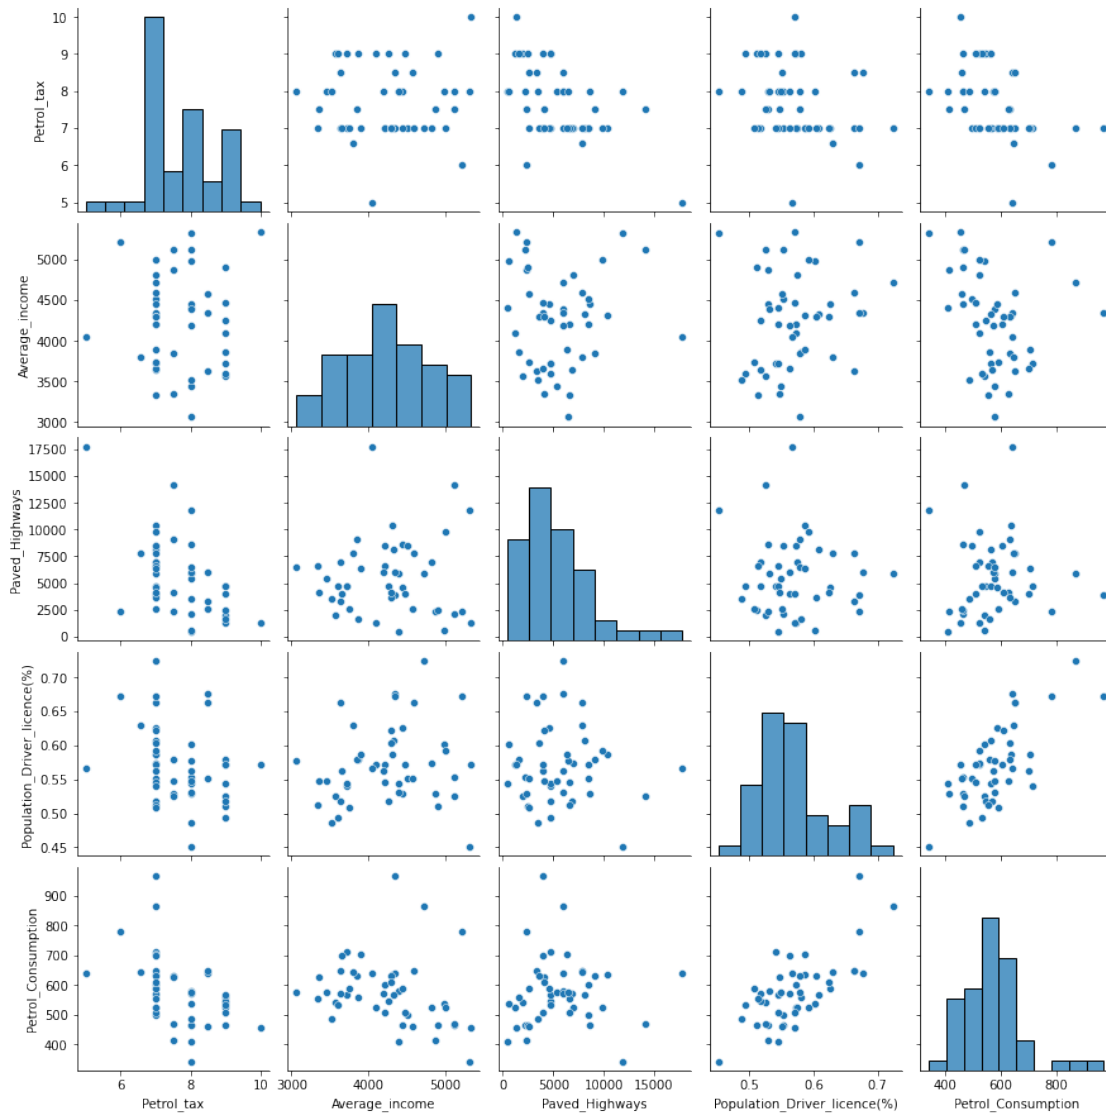 Petrol_tax
10
9
8
7
6
5
Average_income
5000
4500
4000
3500
3000
Paved_Highways
17500
15000
12500
10000
7500
5000
2500
0
Population_Driver_licence(%)
0.70
0.65
0.60
0.55
0.50
0.45
Petrol_Consumption
900
800
700
600
500
400
6 8 10
3000 4000 5000
0 5000 10000 15000
0.5 0.6 0.7
400 600 800
Petrol_tax
Average_income
Paved_Highways
Population_Driver_licence(%)
Petrol_Consumption